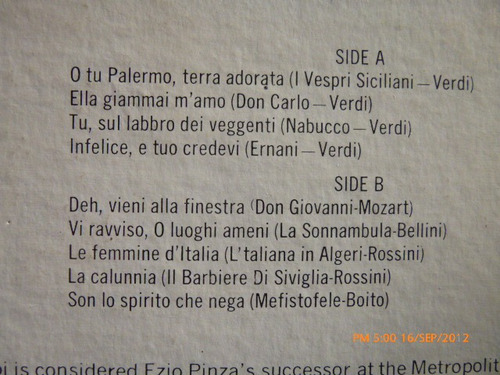 SIDE A
O tu Palermo, terra adorata (I Vespri Siciliani — Verdi)
Ella giammai m'amo (Don Carlo — Verdi)
Tu, sul labbro dei veggenti (Nabucco — Verdi)
Infelice, e tuo credevi (Ernani — Verdi)
SIDE B
Deh, vieni alla finestra (Don Giovanni-Mozart)
Vi ravviso, O luoghi ameni (La Sonnambula-Bellini)
Le femmine d'Italia (L'taliana in Algeri-Rossini)
La calunnia (Il Barbiere Di Siviglia-Rossini)
Son lo spirito che nega (Mefistofele-Boito)
PM 5:00 16/SEP/2012
is considered Ezio Pinza's successor at the Metropolit